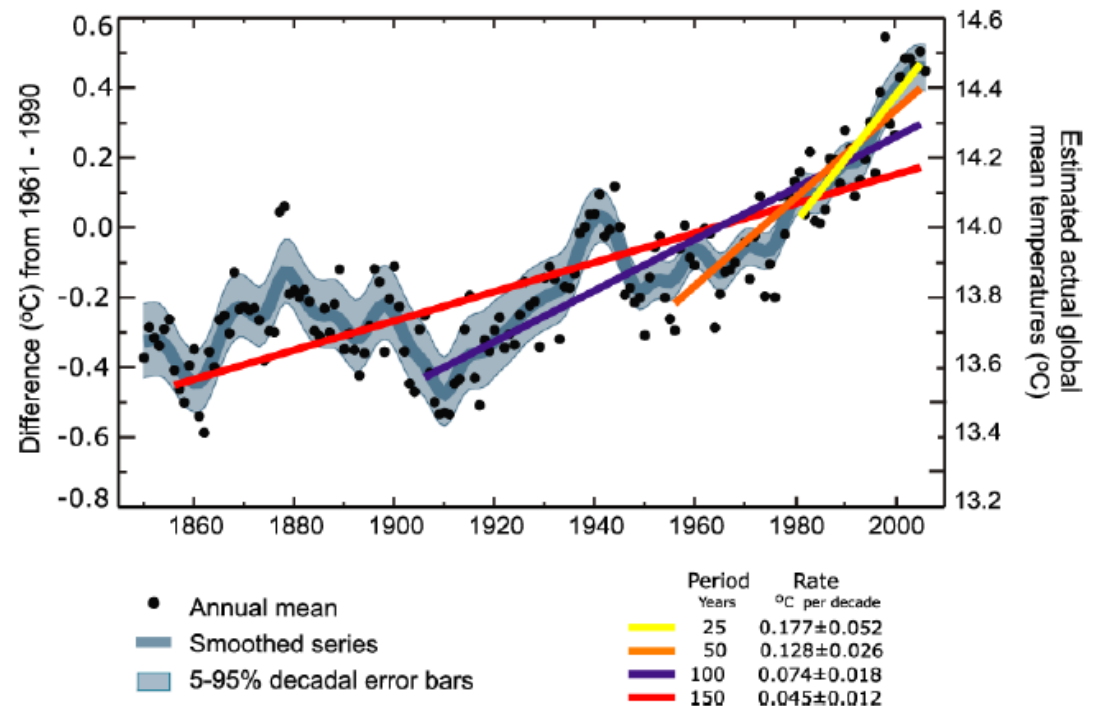 Difference (ºC) from 1961 - 1990
0.6
0.4
0.2
0.0
-0.2
-0.4
-0.6
-0.8
14.6
14.4
14.2
14.0
13.8
13.6
13.4
13.2
Estimated actual global
mean temperatures (ºC)
1860 1880 1900 1920 1940 1960 1980 2000
Annual mean
Smoothed series
5-95% decadal error bars
Period Rate
Years ºC per decade
25 0.177±0.052
50 0.128±0.026
100 0.074±0.018
150 0.045±0.012